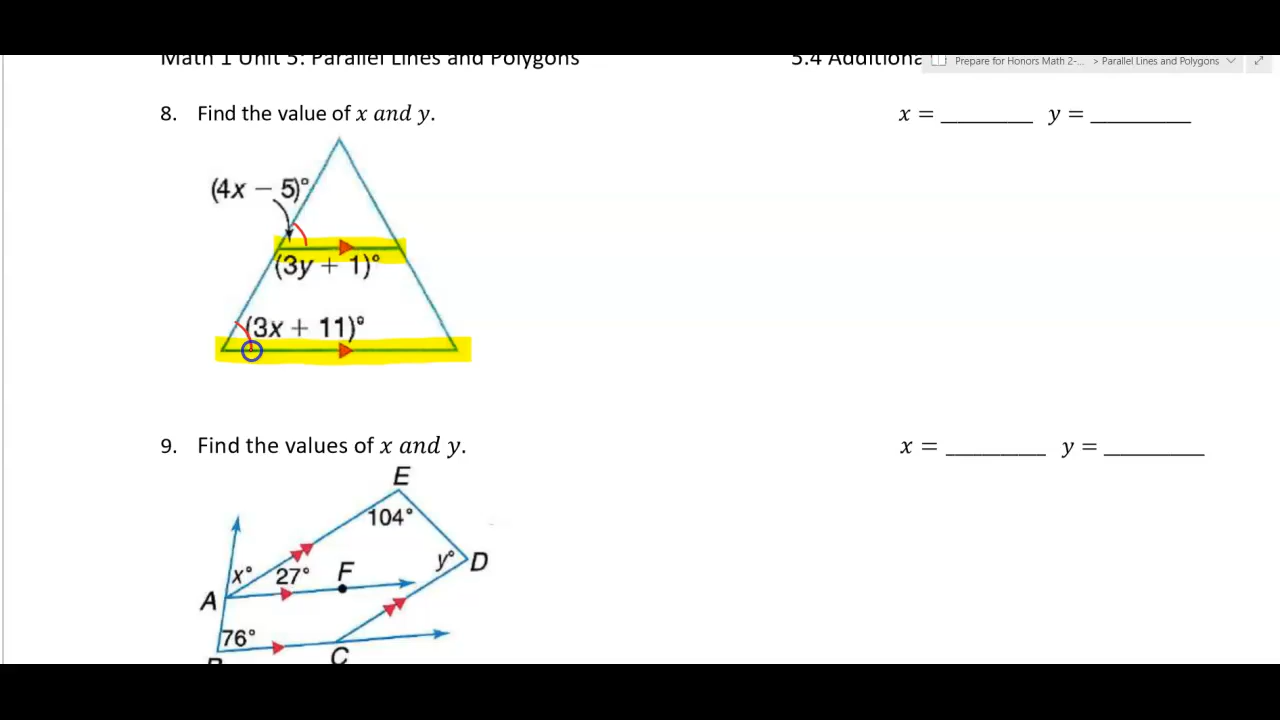 Math 1 Unit 5: Parallel Lines and Polygons 5.4 Additiona
Prepare for Honors Math 2-... > Parallel Lines and Polygons
8. Find the value of x and y. x = ________ y = _________
(4x − 5)°
(3y + 1)°
(3x + 11)°
9. Find the values of x and y. x = _________ y = _________
E
104°
y° D
x° 27° F
A
76°
B C